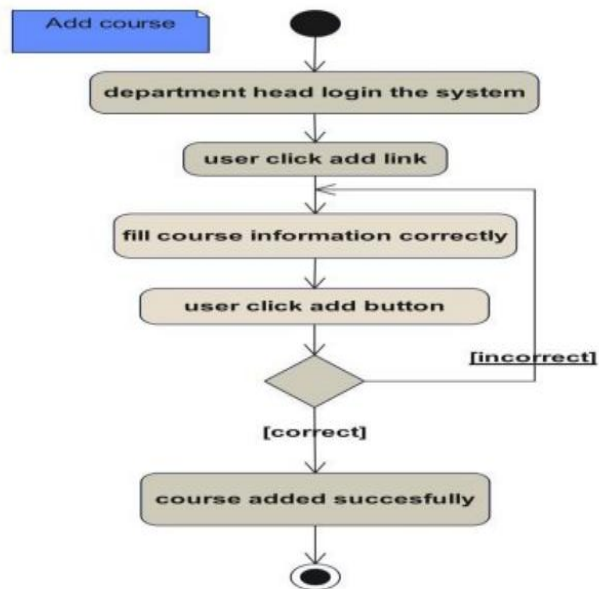 Add course
department head login the system
user click add link
fill course information correctly
user click add button
[incorrect]
[correct]
course added succesfully